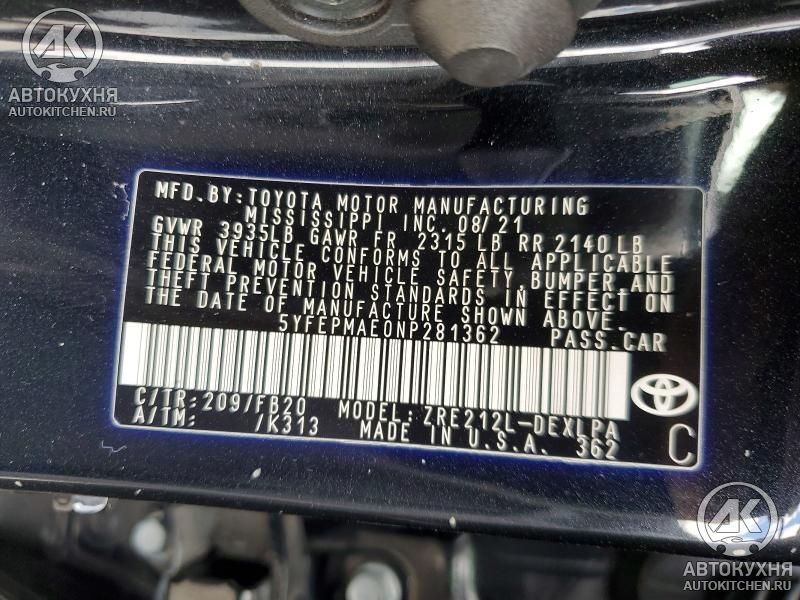 АК
АВТОКУХНЯ
AUTOKITCHEN.RU
MFD. BY: TOYOTA MOTOR MANUFACTURING
MISSISSIPPI INC. 08/21
GVWR 3935LB GAWR FR. 2315 LB RR 2140 LB
THIS VEHICLE CONFORMS TO ALL APPLICABLE
FEDERAL MOTOR VEHICLE SAFETY, BUMPER, AND
THEFT PREVENTION STANDARDS IN EFFECT ON
THE DATE OF MANUFACTURE SHOWN ABOVE.
5YFEPMAE0NP281362 PASS.CAR
C/TR: 209/FB20 MODEL: ZRE212L-DEXLPA
A/TM: /K313 MADE IN U.S.A. 362
C
АК
АВТОКУХНЯ
AUTOKITCHEN.RU